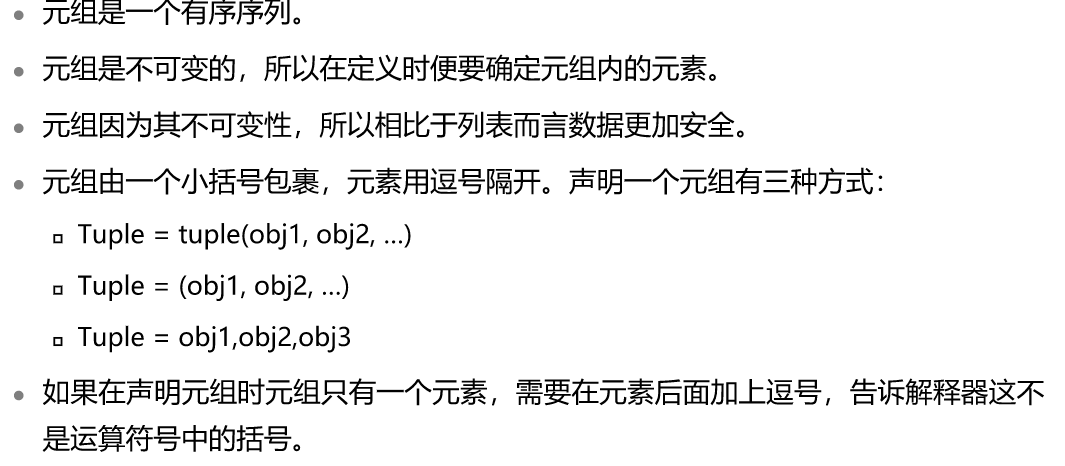 • 元组是一个有序序列。
• 元组是不可变的，所以在定义时便要确定元组内的元素。
• 元组因为其不可变性，所以相比于列表而言数据更加安全。
• 元组由一个小括号包裹，元素用逗号隔开。声明一个元组有三种方式：
▫ Tuple = tuple(obj1, obj2, ...)
▫ Tuple = (obj1, obj2, ...)
▫ Tuple = obj1,obj2,obj3
• 如果在声明元组时元组只有一个元素，需要在元素后面加上逗号，告诉解释器这不
是运算符号中的括号。